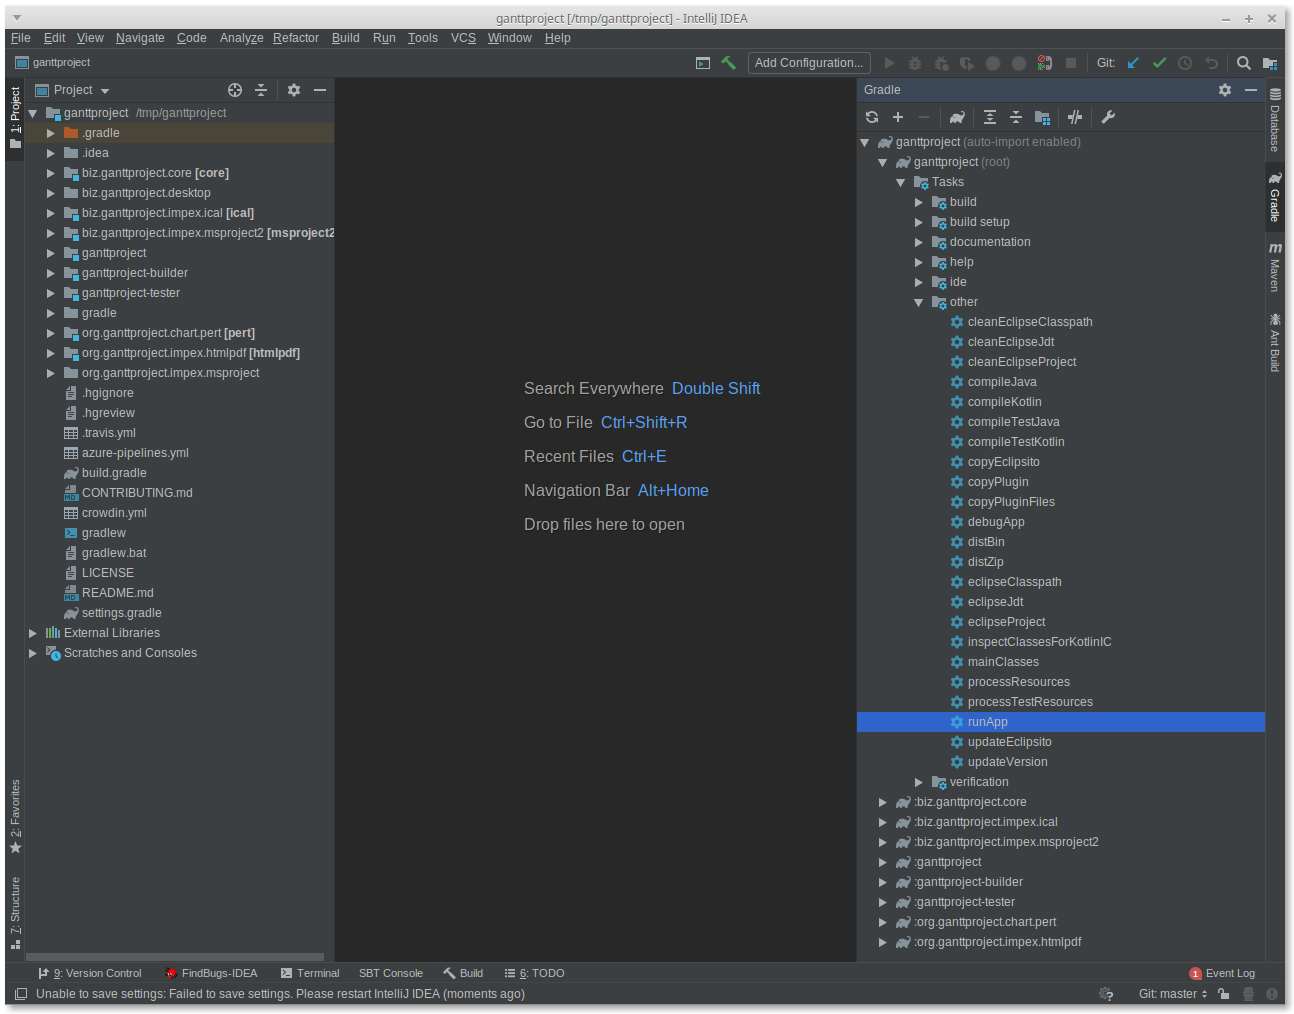 ganttproject [/tmp/ganttproject] - IntelliJ IDEA
File Edit View Navigate Code Analyze Refactor Build Run Tools VCS Window Help
ganttproject
Add Configuration...
Git:
1: Project
2: Favorites
7: Structure
Project
ganttproject /tmp/ganttproject
.gradle
.idea
biz.ganttproject.core [core]
biz.ganttproject.desktop
biz.ganttproject.impex.ical [ical]
biz.ganttproject.impex.msproject2 [msproject2
ganttproject
ganttproject-builder
ganttproject-tester
gradle
org.ganttproject.chart.pert [pert]
org.ganttproject.impex.htmlpdf [htmlpdf]
org.ganttproject.impex.msproject
.hgignore
.hgreview
.travis.yml
azure-pipelines.yml
build.gradle
CONTRIBUTING.md
crowdin.yml
gradlew
gradlew.bat
LICENSE
README.md
settings.gradle
External Libraries
Scratches and Consoles
Search Everywhere Double Shift
Go to File Ctrl+Shift+R
Recent Files Ctrl+E
Navigation Bar Alt+Home
Drop files here to open
Gradle
ganttproject (auto-import enabled)
ganttproject (root)
Tasks
build
build setup
documentation
help
ide
other
cleanEclipseClasspath
cleanEclipseJdt
cleanEclipseProject
compileJava
compileKotlin
compileTestJava
compileTestKotlin
copyEclipsito
copyPlugin
copyPluginFiles
debugApp
distBin
distZip
eclipseClasspath
eclipseJdt
eclipseProject
inspectClassesForKotlinIC
mainClasses
processResources
processTestResources
runApp
updateEclipsito
updateVersion
verification
:biz.ganttproject.core
:biz.ganttproject.impex.ical
:biz.ganttproject.impex.msproject2
:ganttproject
:ganttproject-builder
:ganttproject-tester
:org.ganttproject.chart.pert
:org.ganttproject.impex.htmlpdf
Database
Gradle
m Maven
Ant Build
9: Version Control FindBugs-IDEA Terminal SBT Console Build 6: TODO 1 Event Log
Unable to save settings: Failed to save settings. Please restart IntelliJ IDEA (moments ago) Git: master